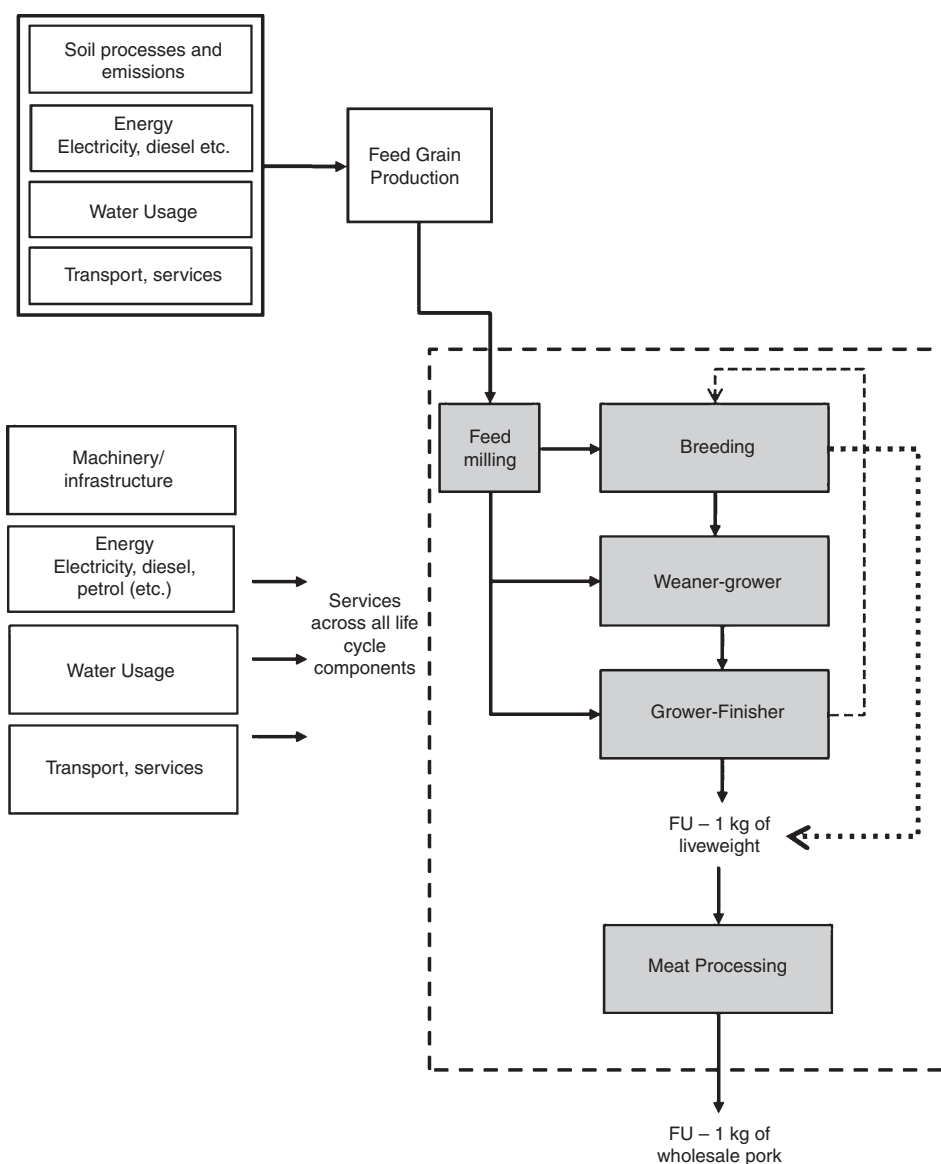 Soil processes and
emissions
Energy
Electricity, diesel etc.
Water Usage
Transport, services
Feed Grain
Production
Feed
milling
Breeding
Weaner-grower
Grower-Finisher
FU – 1 kg of
liveweight
Meat Processing
FU – 1 kg of
wholesale pork
Machinery/
infrastructure
Energy
Electricity, diesel,
petrol (etc.)
Water Usage
Transport, services
Services
across all life
cycle
components